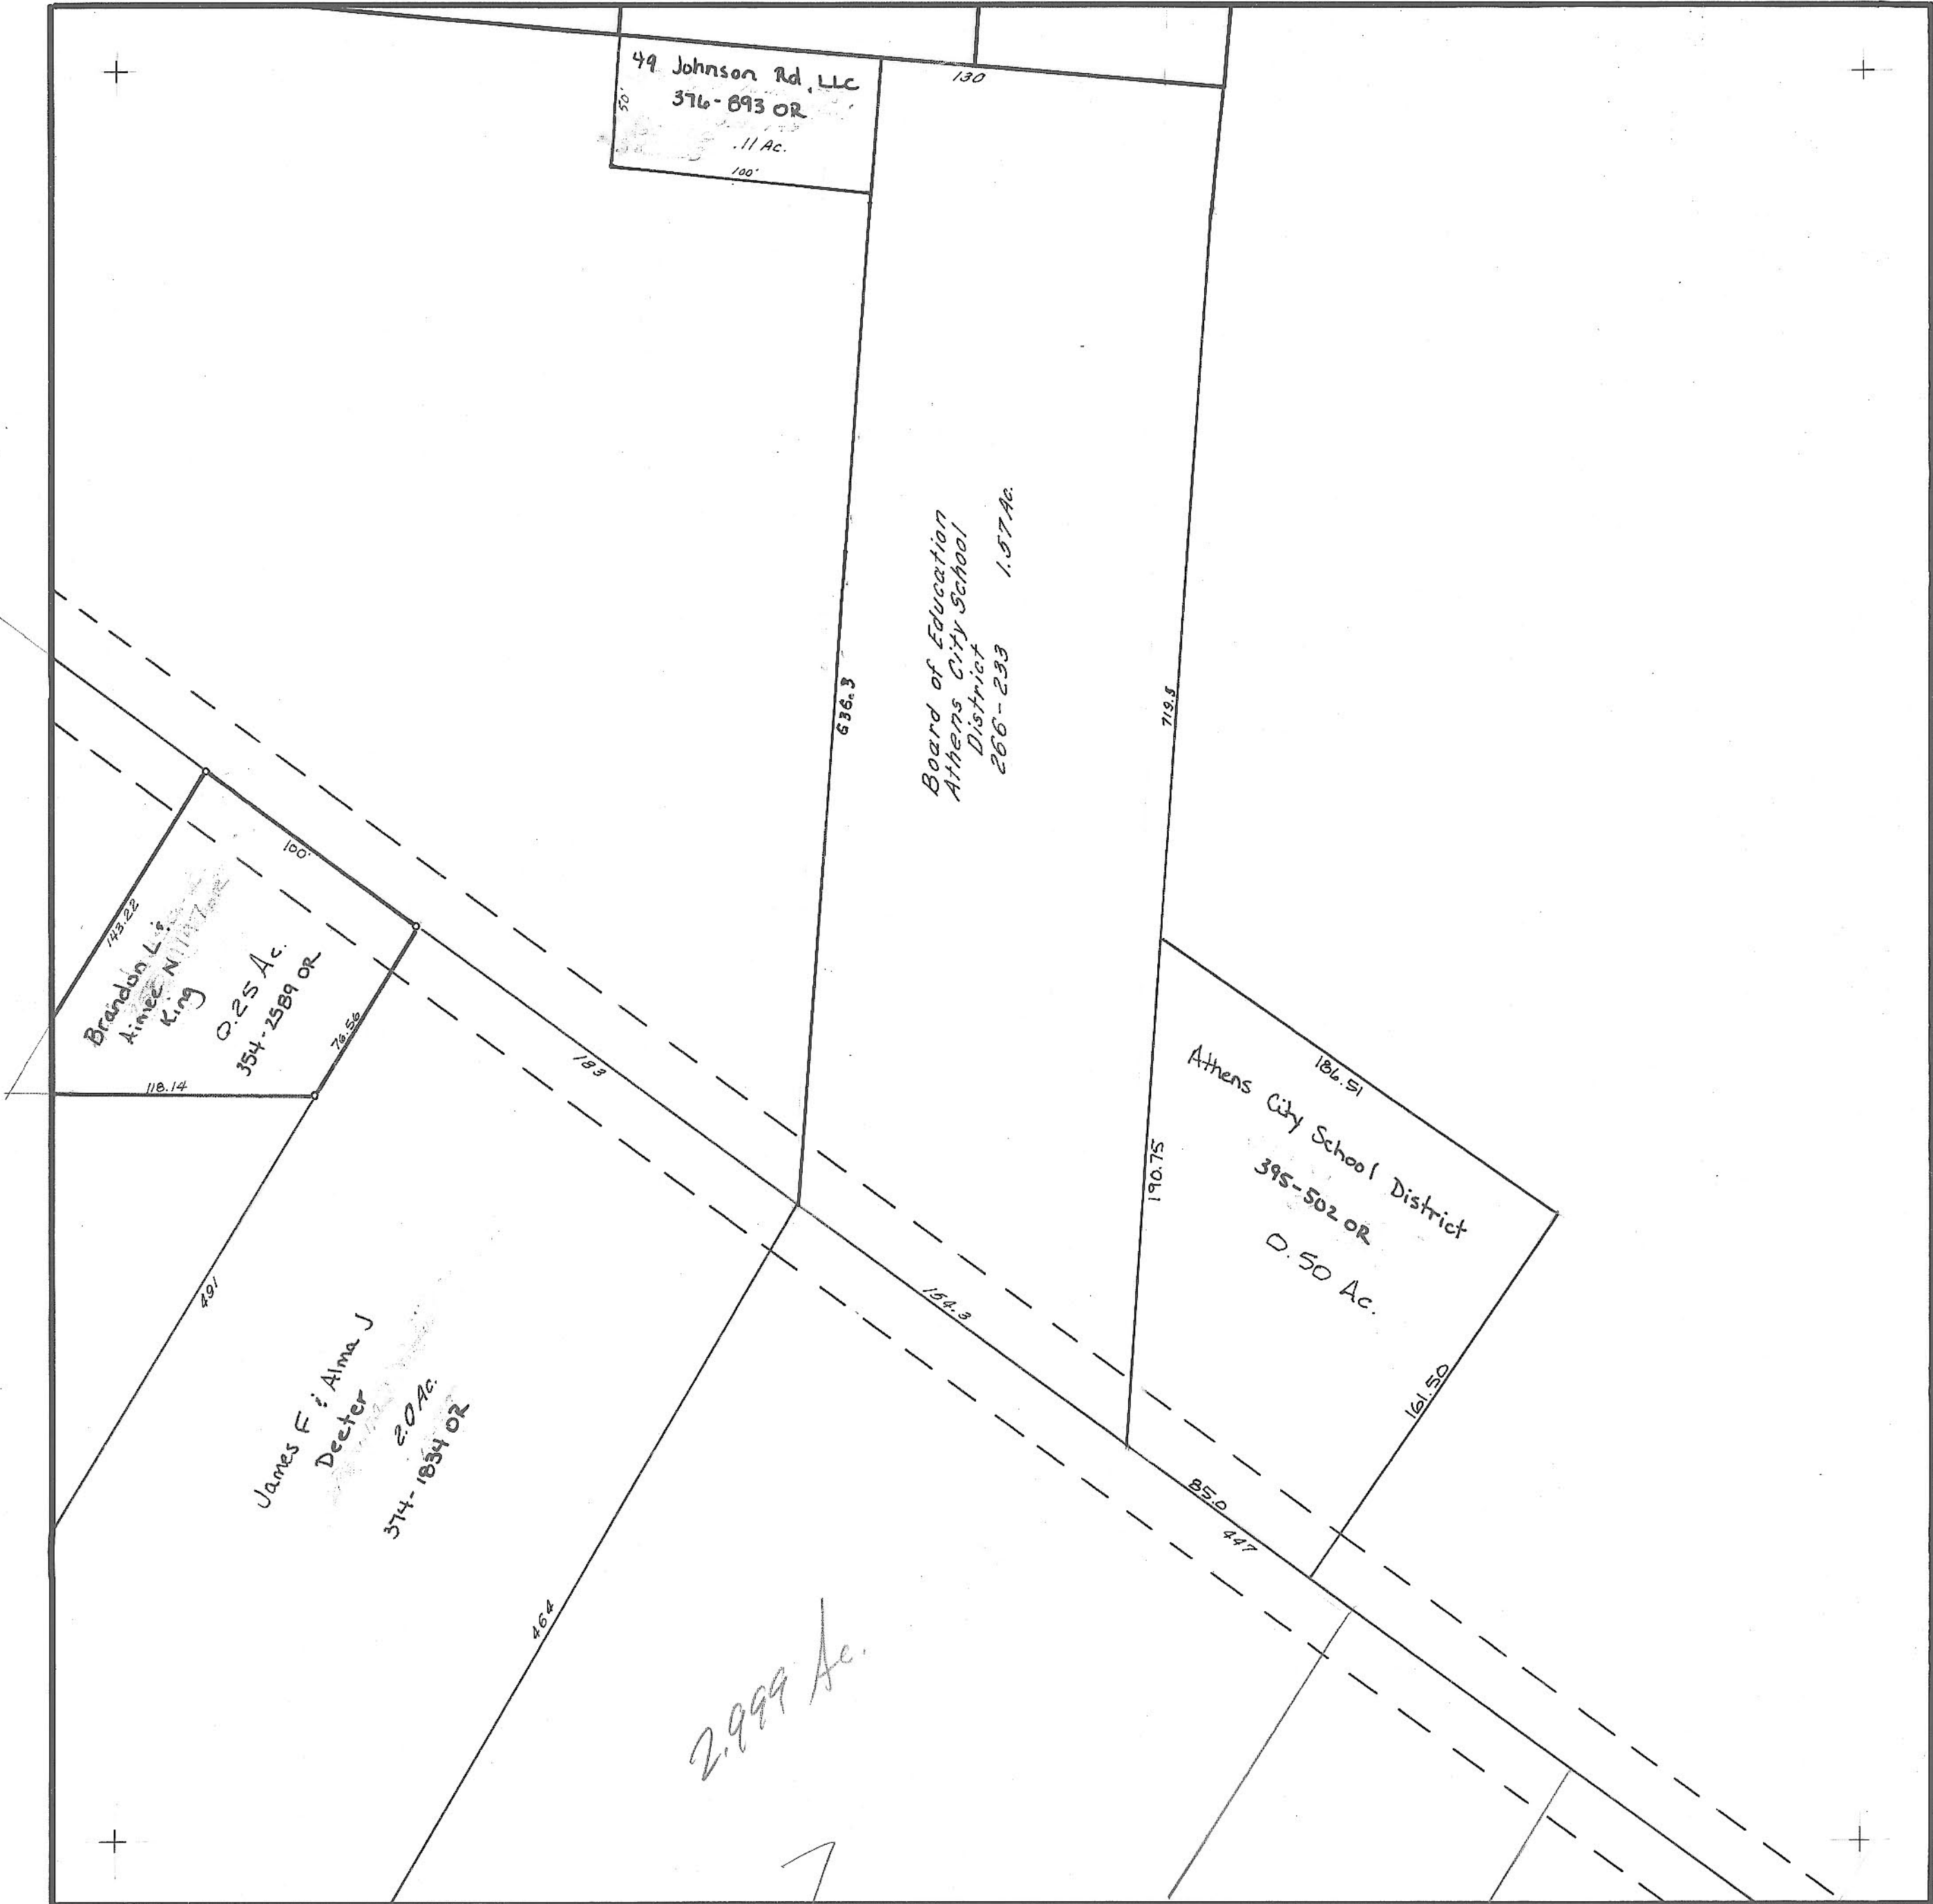 49 Johnson Rd, LLC
376-893 OR
.11 Ac.
50'
100'
130
636.3
Board of Education
Athens City School
District
266-233 1.57 Ac.
719.5
100'
143.22
Brandon L &
Aimee N
King
0.25 Ac.
354-2589 OR
76.56
118.14
183
186.51
Athens City School District
395-502 OR
0.50 Ac.
190.75
161.50
154.3
85.0
447
491
James F & Alma J
Deeter
2.0 Ac.
374-1834 OR
464
2.999 Ac.